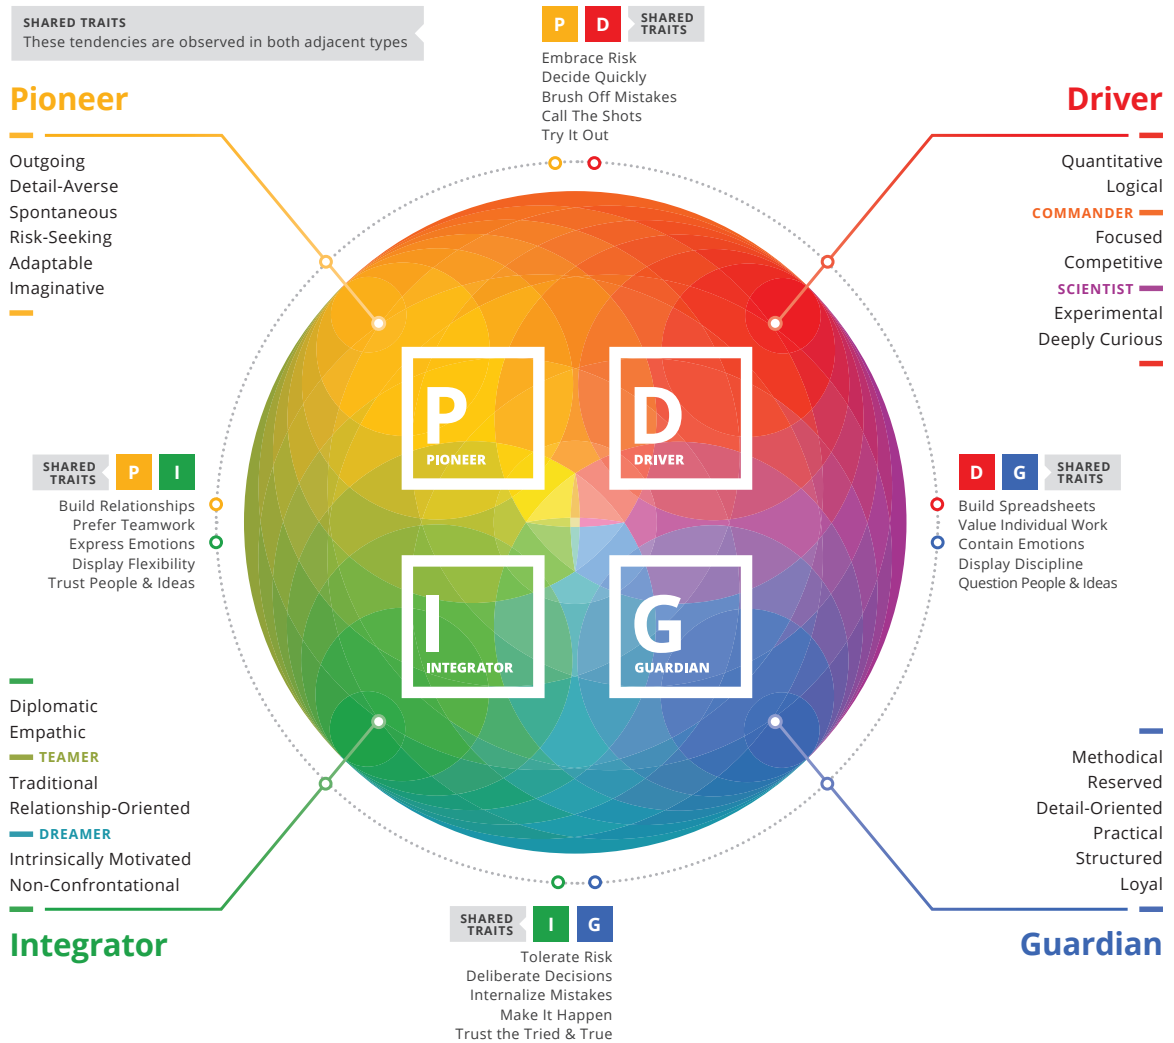 SHARED TRAITS
These tendencies are observed in both adjacent types
P D SHARED
TRAITS
Embrace Risk
Decide Quickly
Brush Off Mistakes
Call The Shots
Try It Out
Pioneer
Outgoing
Detail-Averse
Spontaneous
Risk-Seeking
Adaptable
Imaginative
Driver
Quantitative
Logical
COMMANDER
Focused
Competitive
SCIENTIST
Experimental
Deeply Curious
P
PIONEER
D
DRIVER
SHARED
TRAITS
P I
Build Relationships
Prefer Teamwork
Express Emotions
Display Flexibility
Trust People & Ideas
D G SHARED
TRAITS
Build Spreadsheets
Value Individual Work
Contain Emotions
Display Discipline
Question People & Ideas
I
INTEGRATOR
G
GUARDIAN
Diplomatic
Empathic
TEAMER
Traditional
Relationship-Oriented
DREAMER
Intrinsically Motivated
Non-Confrontational
Integrator
Methodical
Reserved
Detail-Oriented
Practical
Structured
Loyal
Guardian
SHARED
TRAITS
I G
Tolerate Risk
Deliberate Decisions
Internalize Mistakes
Make It Happen
Trust the Tried & True